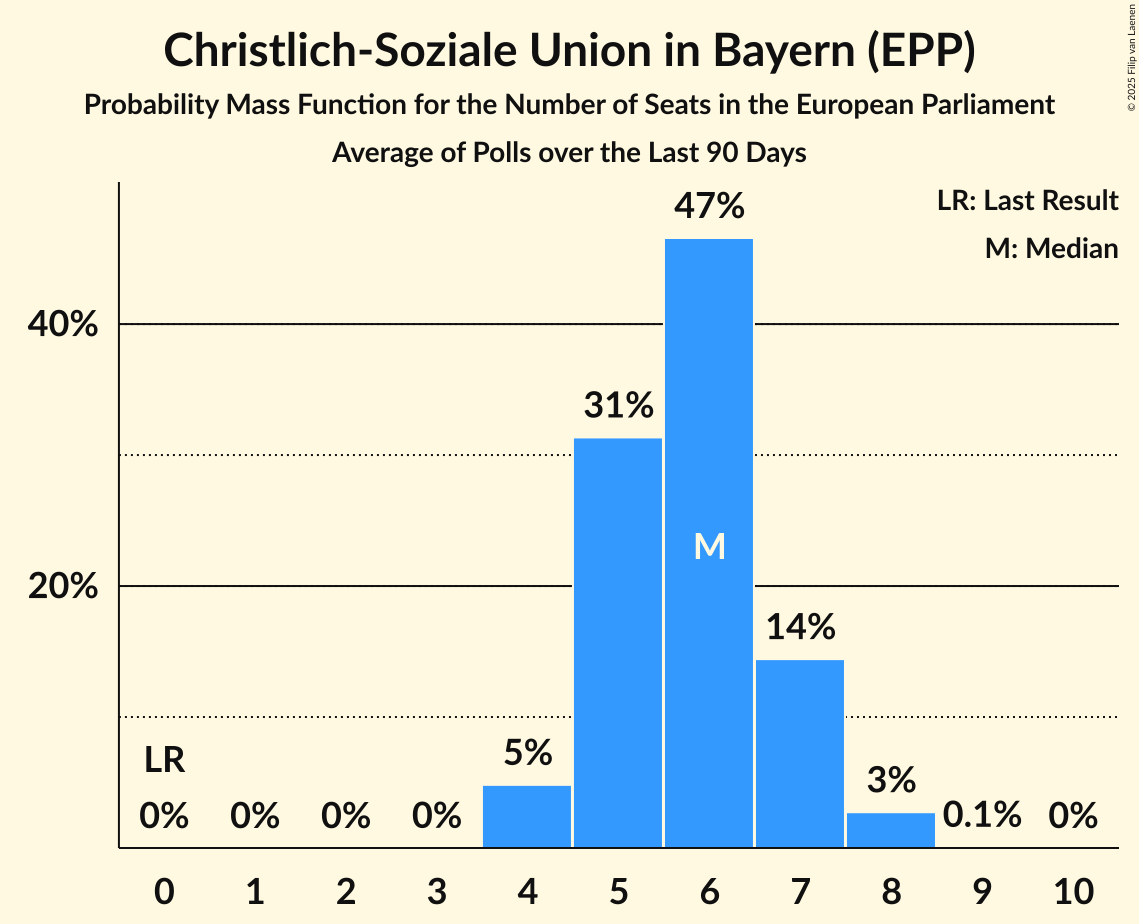 Christlich-Soziale Union in Bayern (EPP)
Probability Mass Function for the Number of Seats in the European Parliament
Average of Polls over the Last 90 Days
© 2025 Filip van Laenen
LR: Last Result
M: Median
47%
40%
31%
M
20%
14%
LR
5%
3%
0% 0% 0% 0% 0.1% 0%
0 1 2 3 4 5 6 7 8 9 10